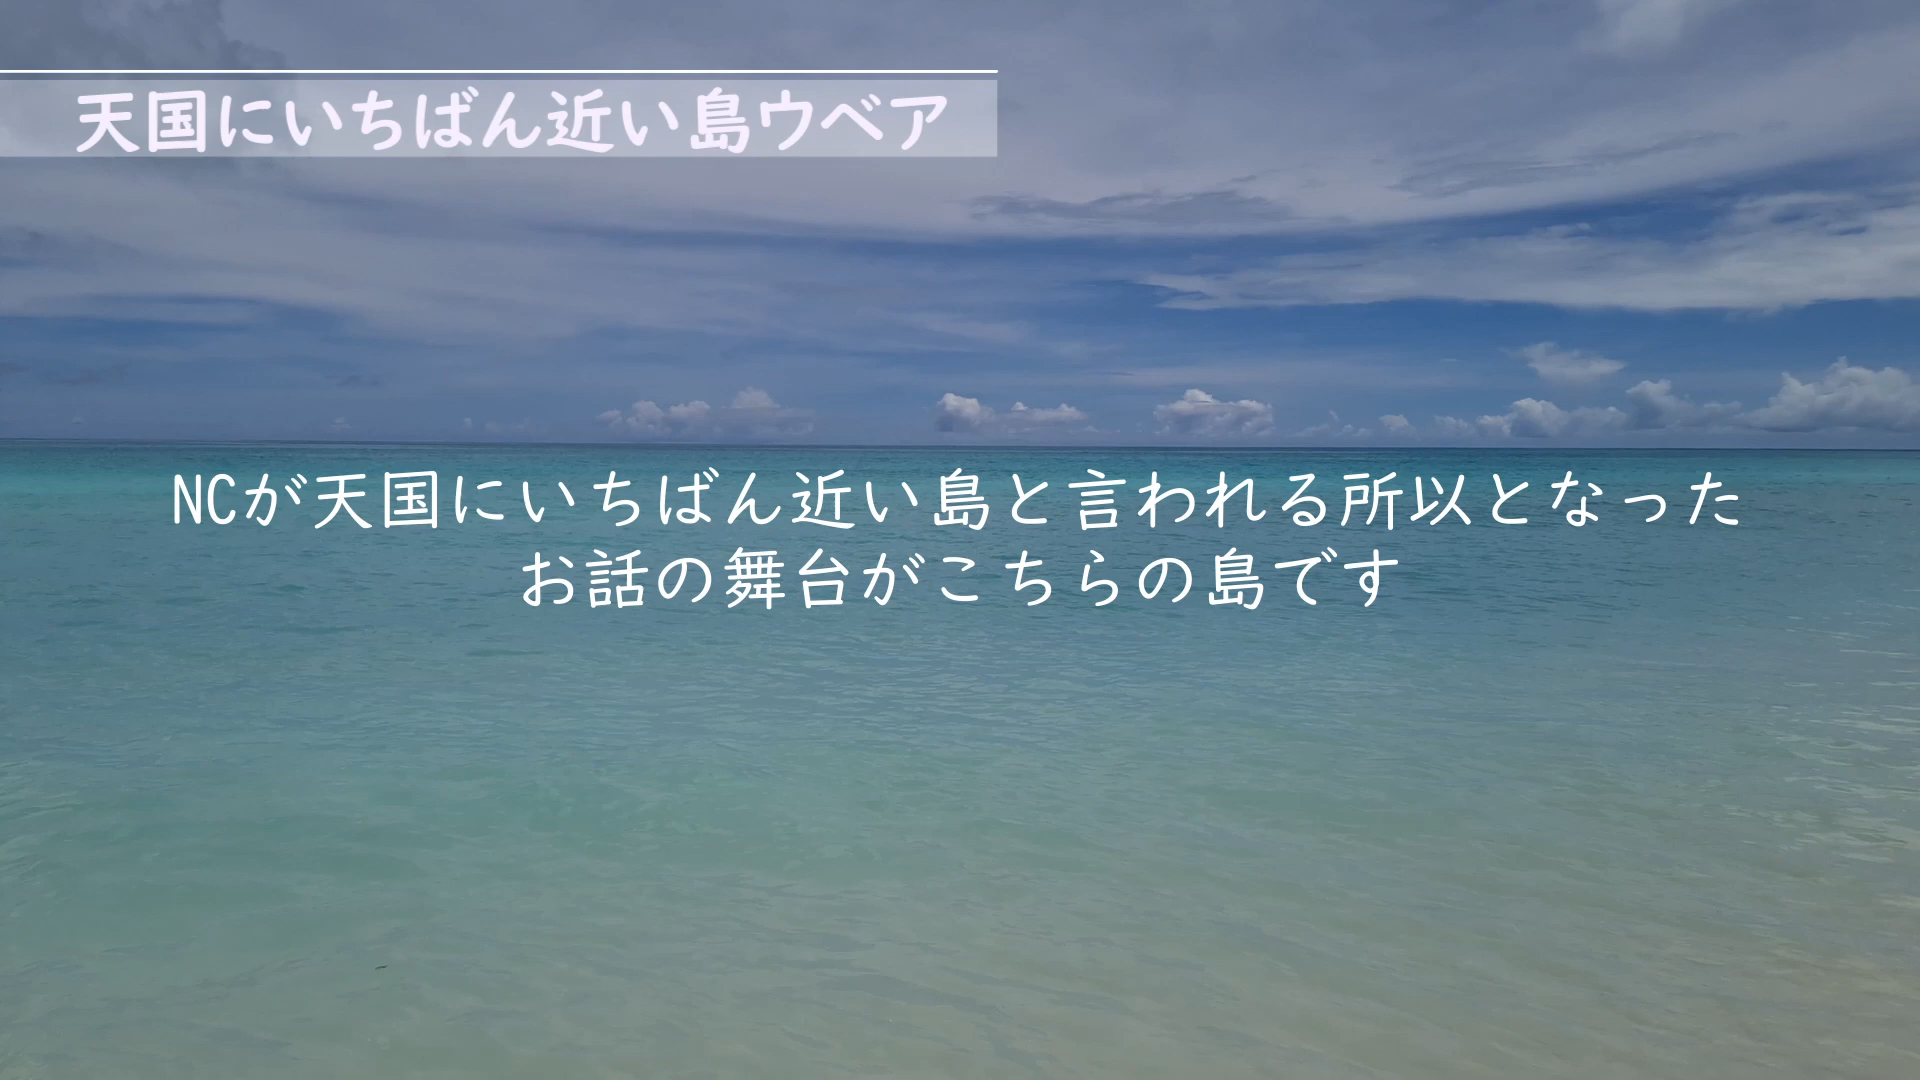 天国にいちばん近い島ウベア
NCが天国にいちばん近い島と言われる所以となった
お話の舞台がこちらの島です